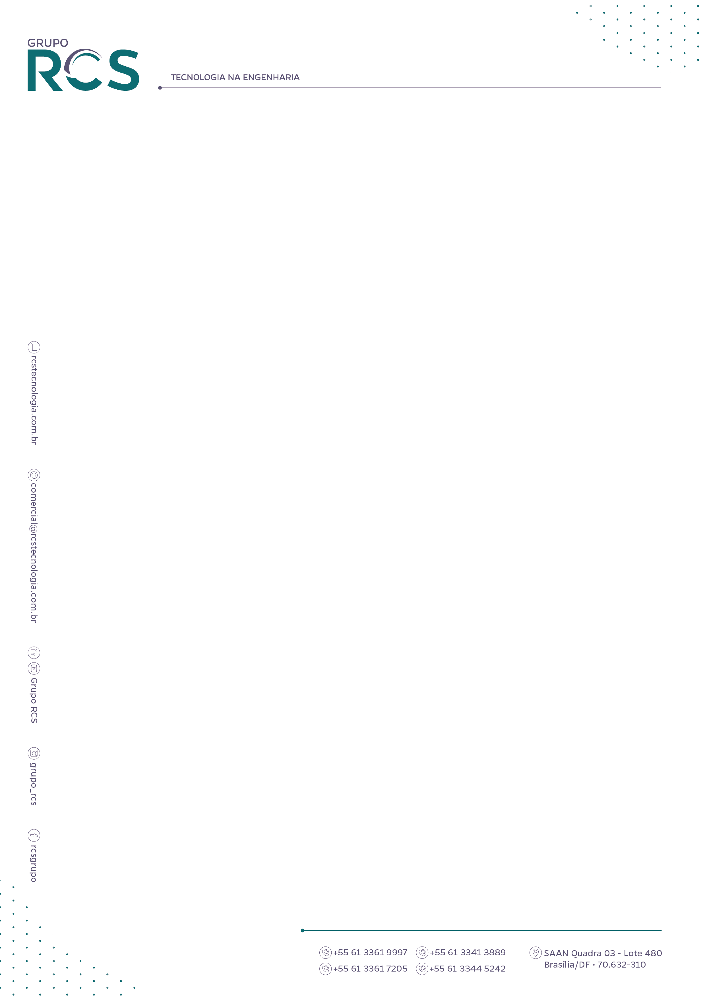 GRUPO
RCS
TECNOLOGIA NA ENGENHARIA
rcstecnologia.com.br
comercial@rcstecnologia.com.br
Grupo RCS
grupo_rcs
rcsgrupo
+55 61 3361 9997
+55 61 3341 3889
+55 61 3361 7205
+55 61 3344 5242
SAAN Quadra 03 - Lote 480
Brasília/DF • 70.632-310